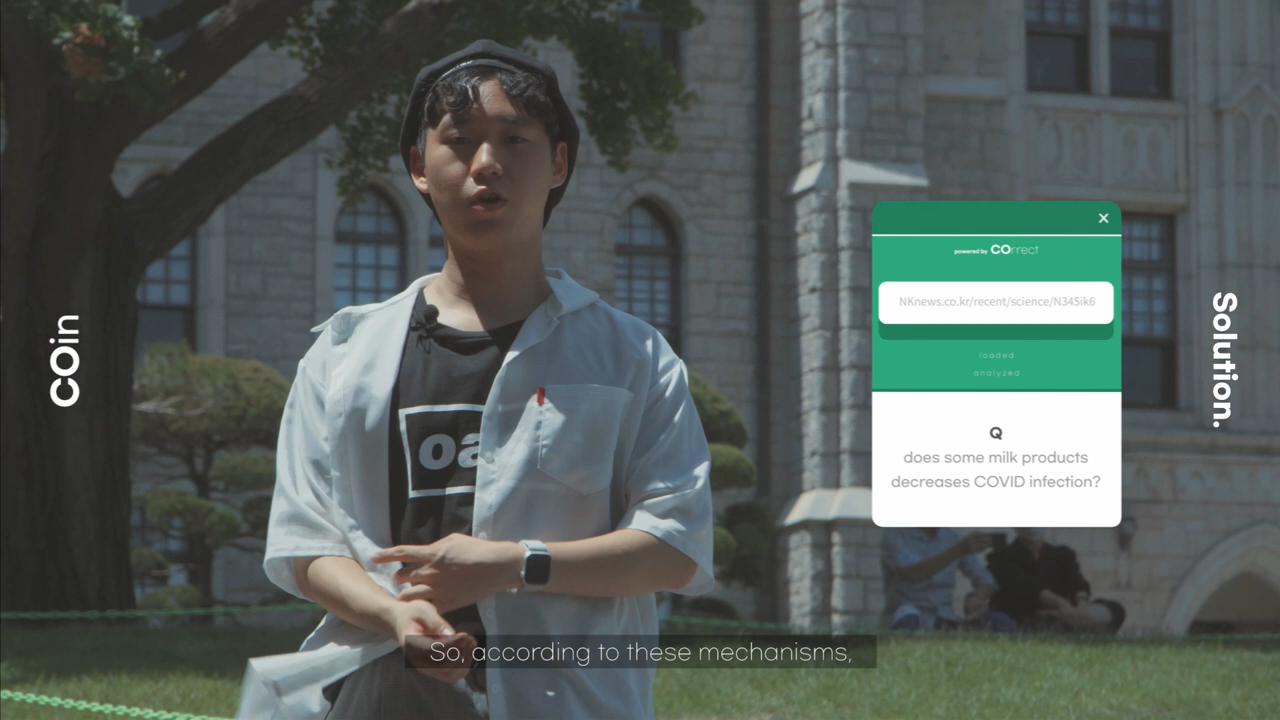 COin
oa
×
powered by COrrect
NKnews.co.kr/recent/science/N345ik6
loaded
analyzed
Q
does some milk products
decreases COVID infection?
Solution.
So, according to these mechanisms,